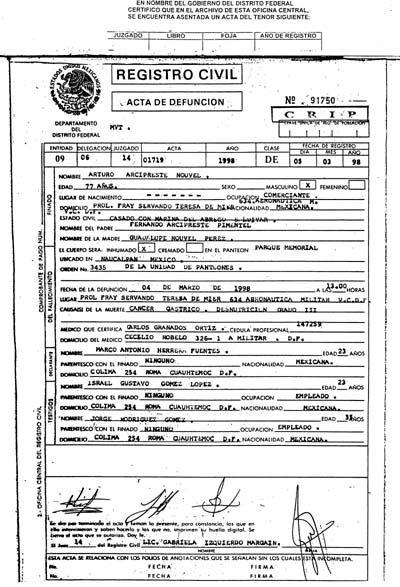 EN NOMBRE DEL GOBIERNO DEL DISTRITO FEDERAL
CERTIFICO QUE EN EL ARCHIVO DE ESTA OFICINA CENTRAL,
SE ENCUENTRA ASENTADA UN ACTA DEL TENOR SIGUIENTE:
JUZGADO LIBRO FOJA AÑO DE REGISTRO
ESTADOS UNIDOS MEXICANOS
REGISTRO CIVIL
ACTA DE DEFUNCION
Nº 91750
CRIP
DEPARTAMENTO
DEL
DISTRITO FEDERAL
MVT.
ENTIDAD DELEGACION JUZGADO ACTA AÑO CLASE FECHA DE REGISTRO
DIA MES AÑO
09 06 14 01719 1998 DE 05 03 98
FINADO
NOMBRE ARTURO ARCIPRESTE NOUVEL .
EDAD 77 AÑOS. SEXO MASCULINO X FEMENINO
LUGAR DE NACIMIENTO - - - - - - OCUPACION COMERCIANTE .
DOMICILIO PROL. FRAY SERVANDO TERESA DE MIER 634 AERONAUTICA M. NACIONALIDAD MEXICANA.
ESTADO CIVIL CASADO CON MARINA DEL
NOMBRE DEL PADRE FERNANDO ARCIPRESTE PIMENTEL
NOMBRE DE LA MADRE GUADALUPE NOUVEL PEREZ .
EL CUERPO SERA: INHUMADO X CREMADO EN EL PANTEON PARQUE MEMORIAL
UBICADO EN NAUCALPAN MEXICO .
ORDEN No. 3435 DE LA UNIDAD DE PANTEONES.
DEL FALLECIMIENTO
FECHA DE LA DEFUNCION 04 DE MARZO DE 1998 A LAS 13.00 HORAS
LUGAR PROL FRAY SERVANDO TERESA DE MIER 634 AERONAUTICA MILITAR V.C.D.F
CAUSA(S) DE LA MUERTE CANCER GASTRICO . DESNUTRICION GRADO III
MEDICO QUE CERTIFICA CARLOS GRANADOS ORTIZ . CEDULA PROFESIONAL 147259
DOMICILIO DEL MEDICO CECELIO ROBELO 326-1 A MILITAR . D.F.
DECLARANTE
NOMBRE MARCO ANTONIO HERRERA FUENTES . EDAD 23 AÑOS
PARENTESCO CON EL FINADO NINGUNO NACIONALIDAD MEXICANA.
DOMICILIO COLIMA 254 ROMA CUAUHTEMOC D.F.
TESTIGOS
NOMBRE ISRAEL GUSTAVO GOMEZ LOPEZ . EDAD 23 AÑOS
PARENTESCO CON EL FINADO NINGUNO OCUPACION EMPLEADO .
DOMICILIO COLIMA 254 ROMA CUAUHTEMOC D.F. NACIONALIDAD MEXICANA.
NOMBRE JORGE RODRIGUEZ GOMEZ . EDAD AÑOS
PARENTESCO CON EL FINADO NINGUNO OCUPACION EMPLEADO .
DOMICILIO COLIMA 254 ROMA CUAUHTEMOC D.F. NACIONALIDAD MEXICANA.
COMPROBANTE DE PAGO NUM.
2.- OFICINA CENTRAL DEL REGISTRO CIVIL
Se dio por terminado el acto y firman la presente, para constancia, los que en
ella intervinieron y saben hacerlo y los que no, imprimen su huella digital. Se
cierra el acta que se autoriza. Doy fe.
El Juez 14 del Registro Civil LIC. GABRIELA IZQUIERDO MARGAIN.
NOMBRE FIRMA
ESTA ACTA SE RELACIONA CON LOS FOLIOS DE ANOTACIONES QUE SE SEÑALAN SIN LOS CUALES ESTA INCOMPLETA.
No. FECHA FIRMA
No. FECHA FIRMA